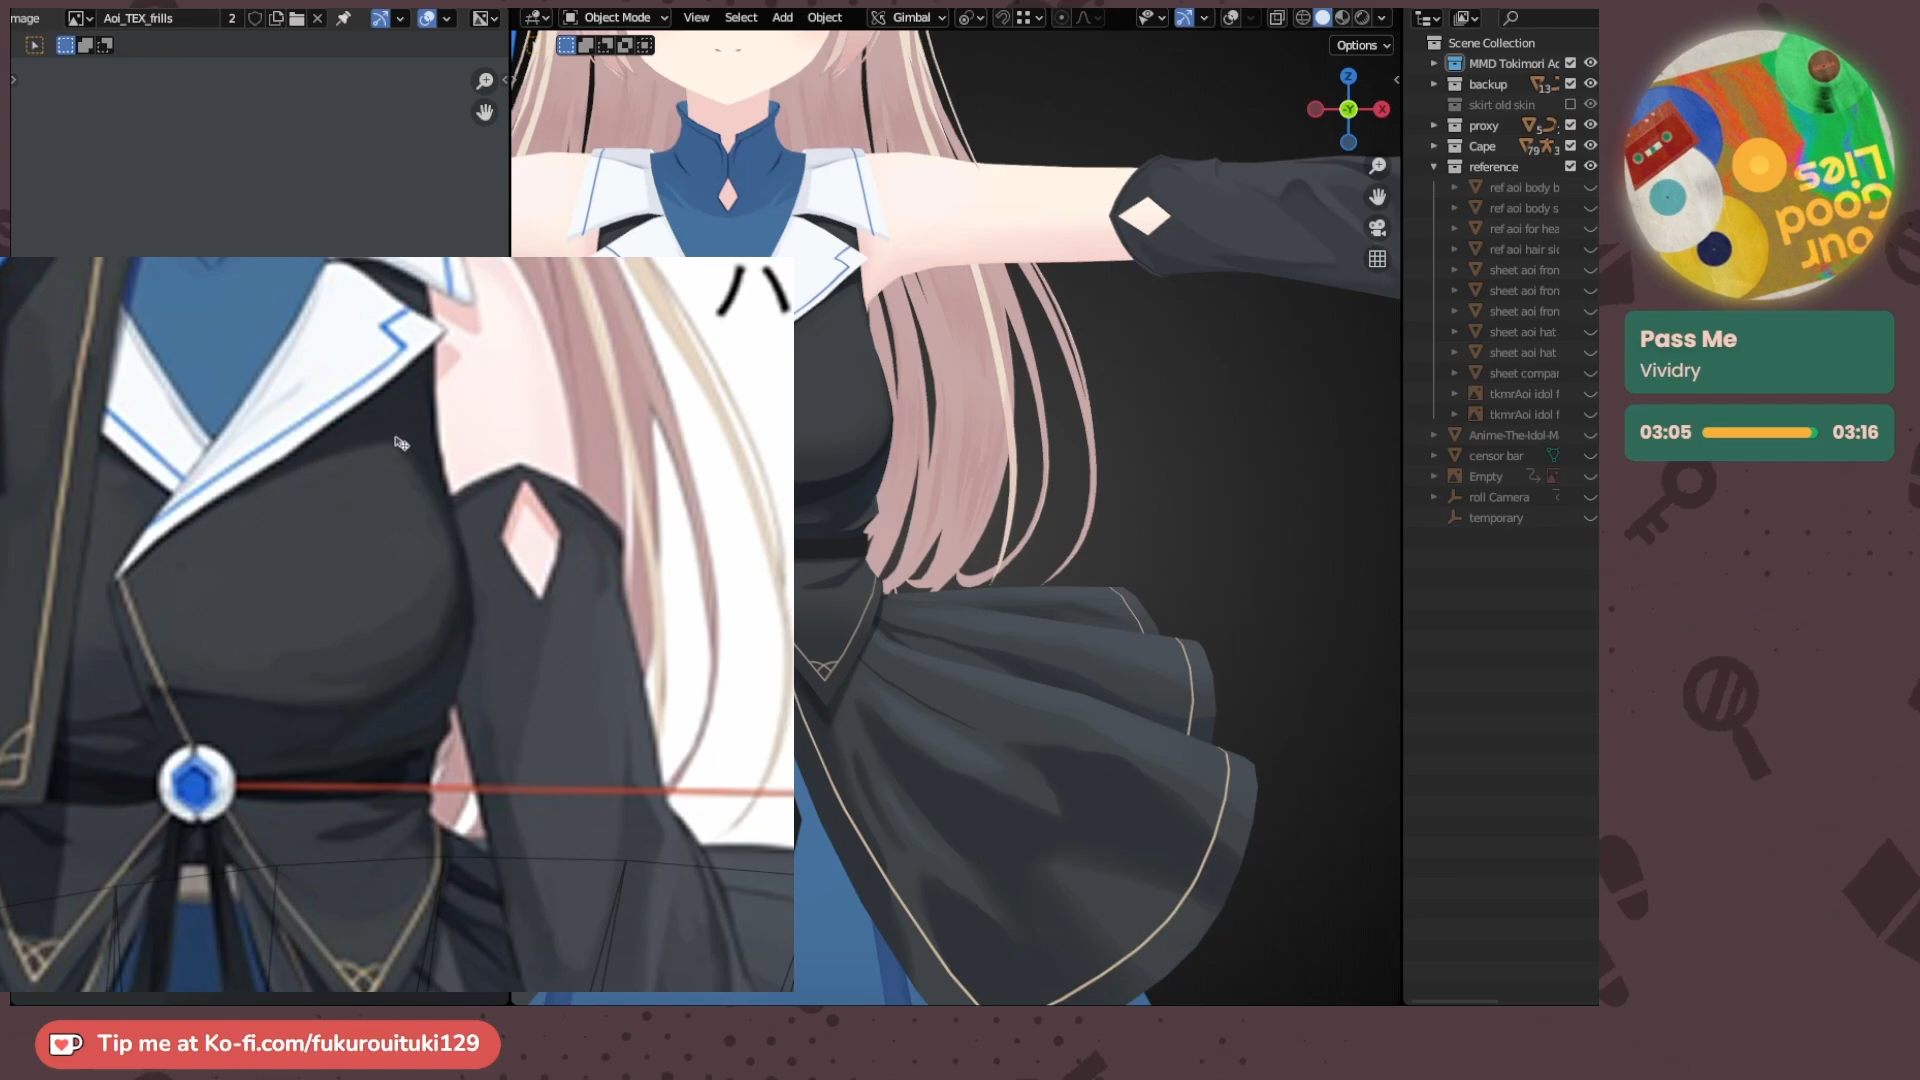 mage
Aoi_TEX_frills
2
Object Mode
View
Select
Add
Object
Gimbal
Options
Z
-Y
X
Scene Collection
MMD Tokimori Ac
backup
13
skirt old skin
proxy
5
Cape
79
3
reference
ref aoi body b
ref aoi body s
ref aoi for hea
ref aoi hair sic
sheet aoi fron
sheet aoi fron
sheet aoi fron
sheet aoi hat
sheet aoi hat
sheet compar
tkmrAoi idol f
tkmrAoi idol f
Anime-The-Idol-M
censor bar
Empty
roll Camera
temporary
our
Good
Lies
Pass Me
Vividry
03:05
03:16
Tip me at Ko-fi.com/fukurouituki129